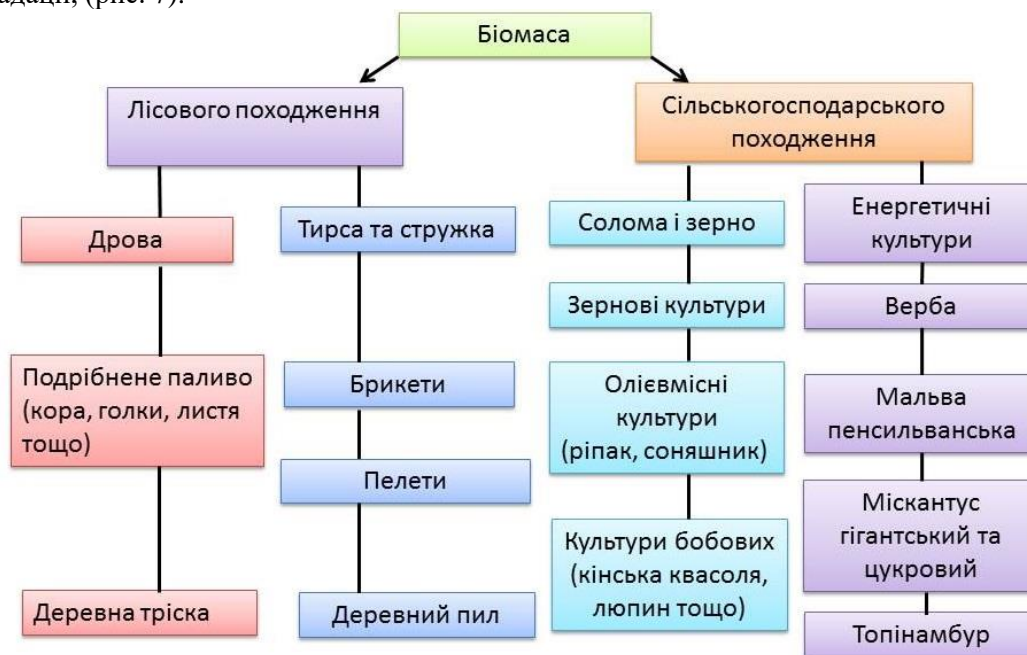 (рис. 7).
Біомаса
Лісового походження
Сільськогосподарського
походження
Дрова
Подрібнене паливо
(кора, голки, листя
тощо)
Деревна тріска
Тирса та стружка
Брикети
Пелети
Деревний пил
Солома і зерно
Зернові культури
Олієвмісні
культури
(ріпак, соняшник)
Культури бобових
(кінська квасоля,
люпин тощо)
Енергетичні
культури
Верба
Мальва
пенсильванська
Міскантус
гігантський та
цукровий
Топінамбур